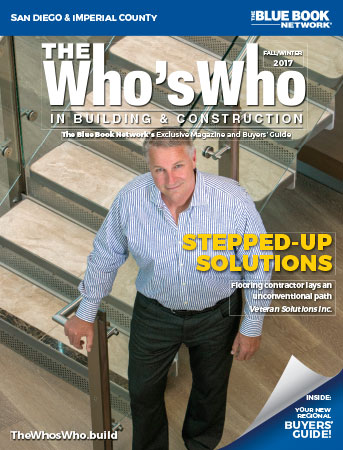 SAN DIEGO & IMPERIAL COUNTY
THE BLUE BOOK
NETWORK
THE
Who'sWho
FALL/WINTER
2017
IN BUILDING & CONSTRUCTION
The Blue Book Network's Exclusive Magazine and Buyers' Guide
STEPPED-UP
SOLUTIONS
Flooring contractor lays an
unconventional path
Veteran Solutions Inc.
INSIDE:
YOUR NEW
REGIONAL
BUYERS'
GUIDE!
TheWhosWho.build